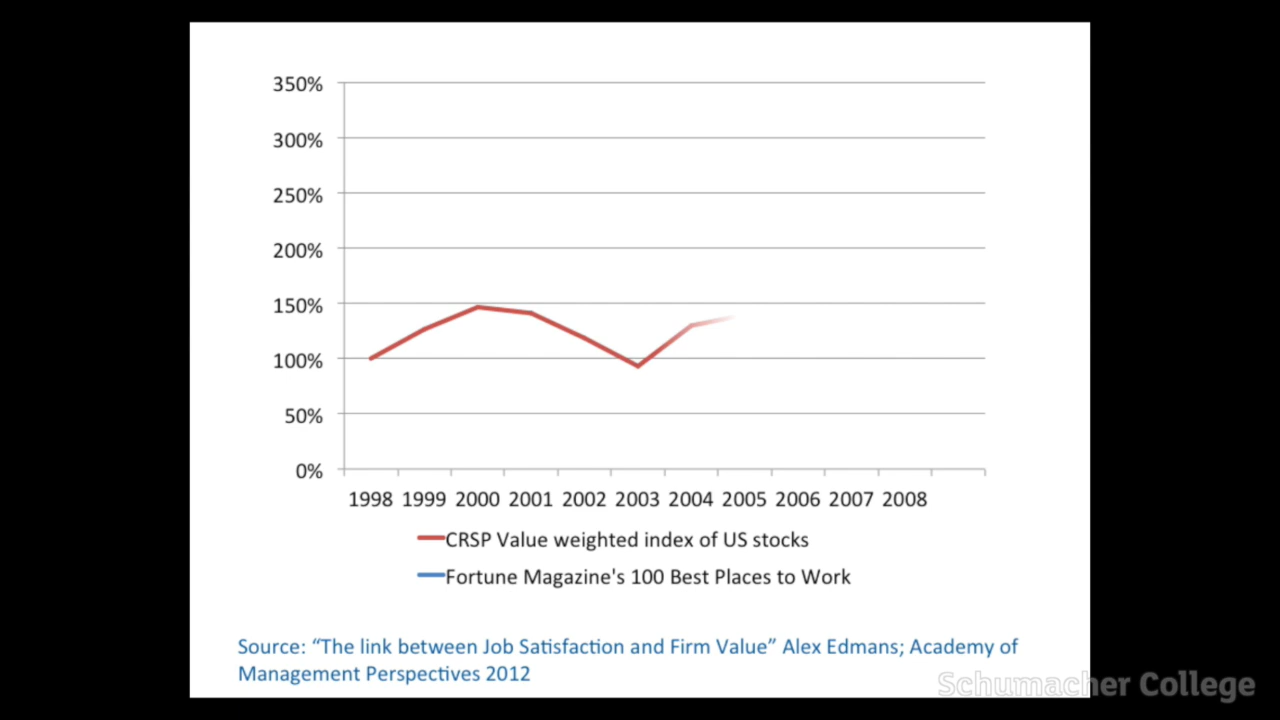 350%
300%
250%
200%
150%
100%
50%
0%
1998 1999 2000 2001 2002 2003 2004 2005 2006 2007 2008
CRSP Value weighted index of US stocks
Fortune Magazine's 100 Best Places to Work
Source: “The link between Job Satisfaction and Firm Value” Alex Edmans; Academy of
Management Perspectives 2012
Schumacher College